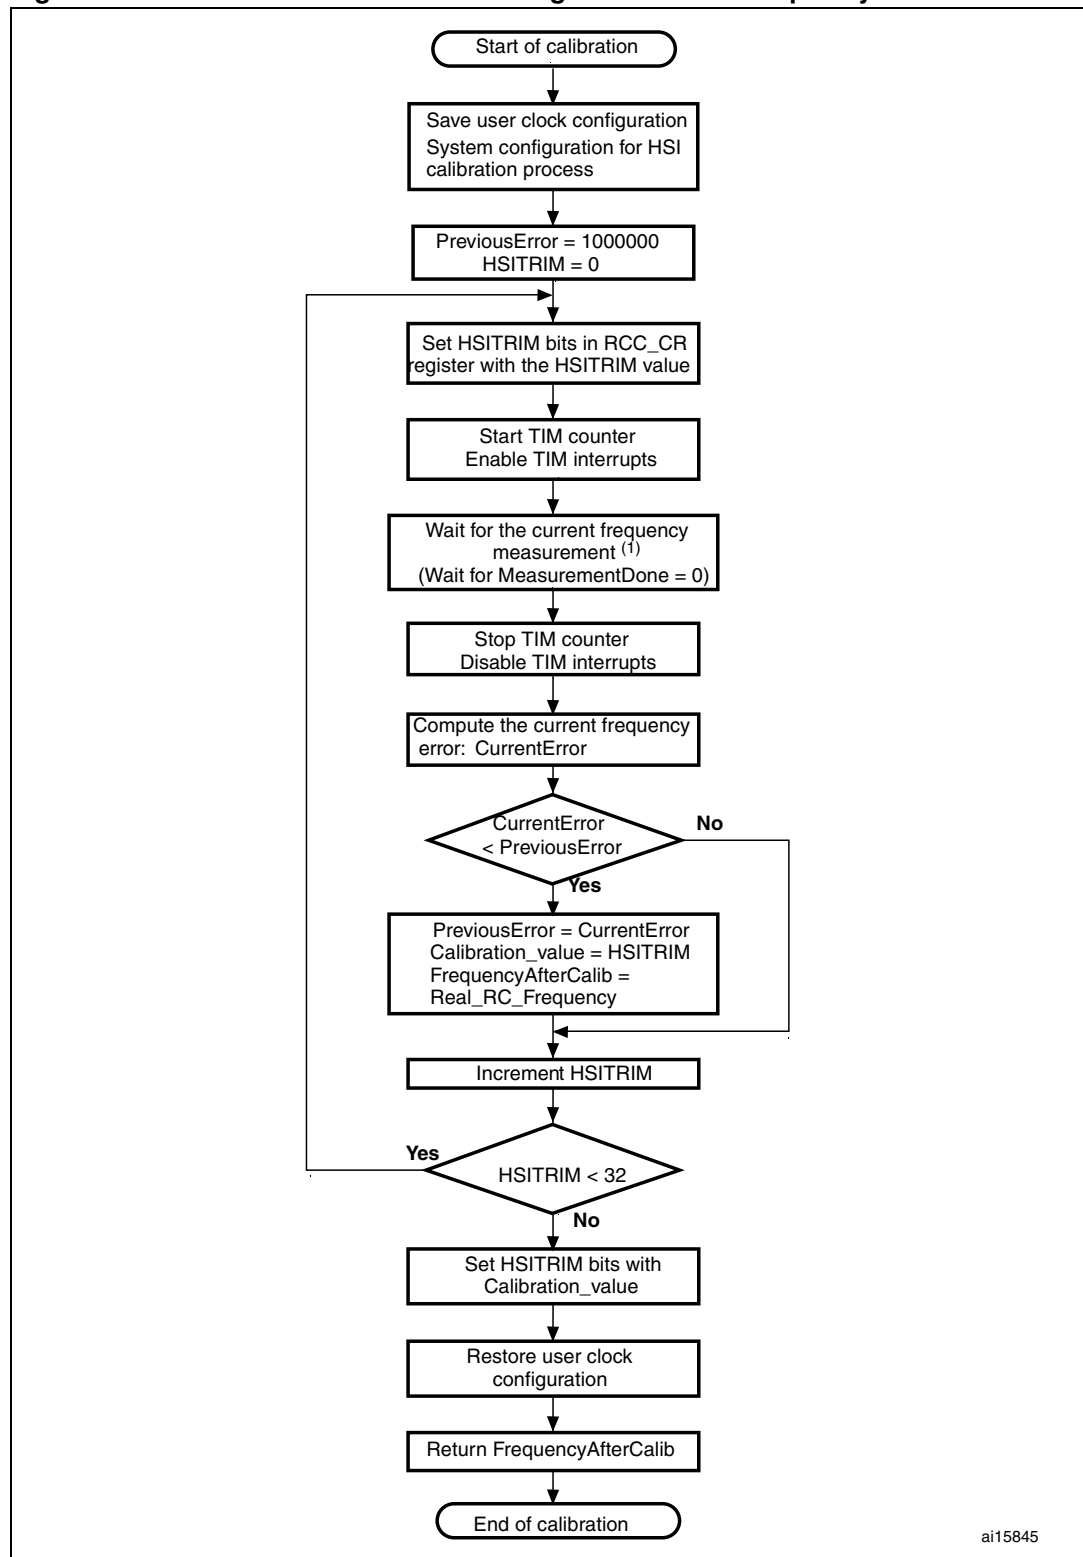 Start of calibration
Save user clock configuration
System configuration for HSI
calibration process
PreviousError = 1000000
HSITRIM = 0
Set HSITRIM bits in RCC_CR
register with the HSITRIM value
Start TIM counter
Enable TIM interrupts
Wait for the current frequency
measurement (1)
(Wait for MeasurementDone = 0)
Stop TIM counter
Disable TIM interrupts
Compute the current frequency
error: CurrentError
CurrentError
< PreviousError
No
Yes
PreviousError = CurrentError
Calibration_value = HSITRIM
FrequencyAfterCalib =
Real_RC_Frequency
Increment HSITRIM
Yes
HSITRIM < 32
No
Set HSITRIM bits with
Calibration_value
Restore user clock
configuration
Return FrequencyAfterCalib
End of calibration
ai15845